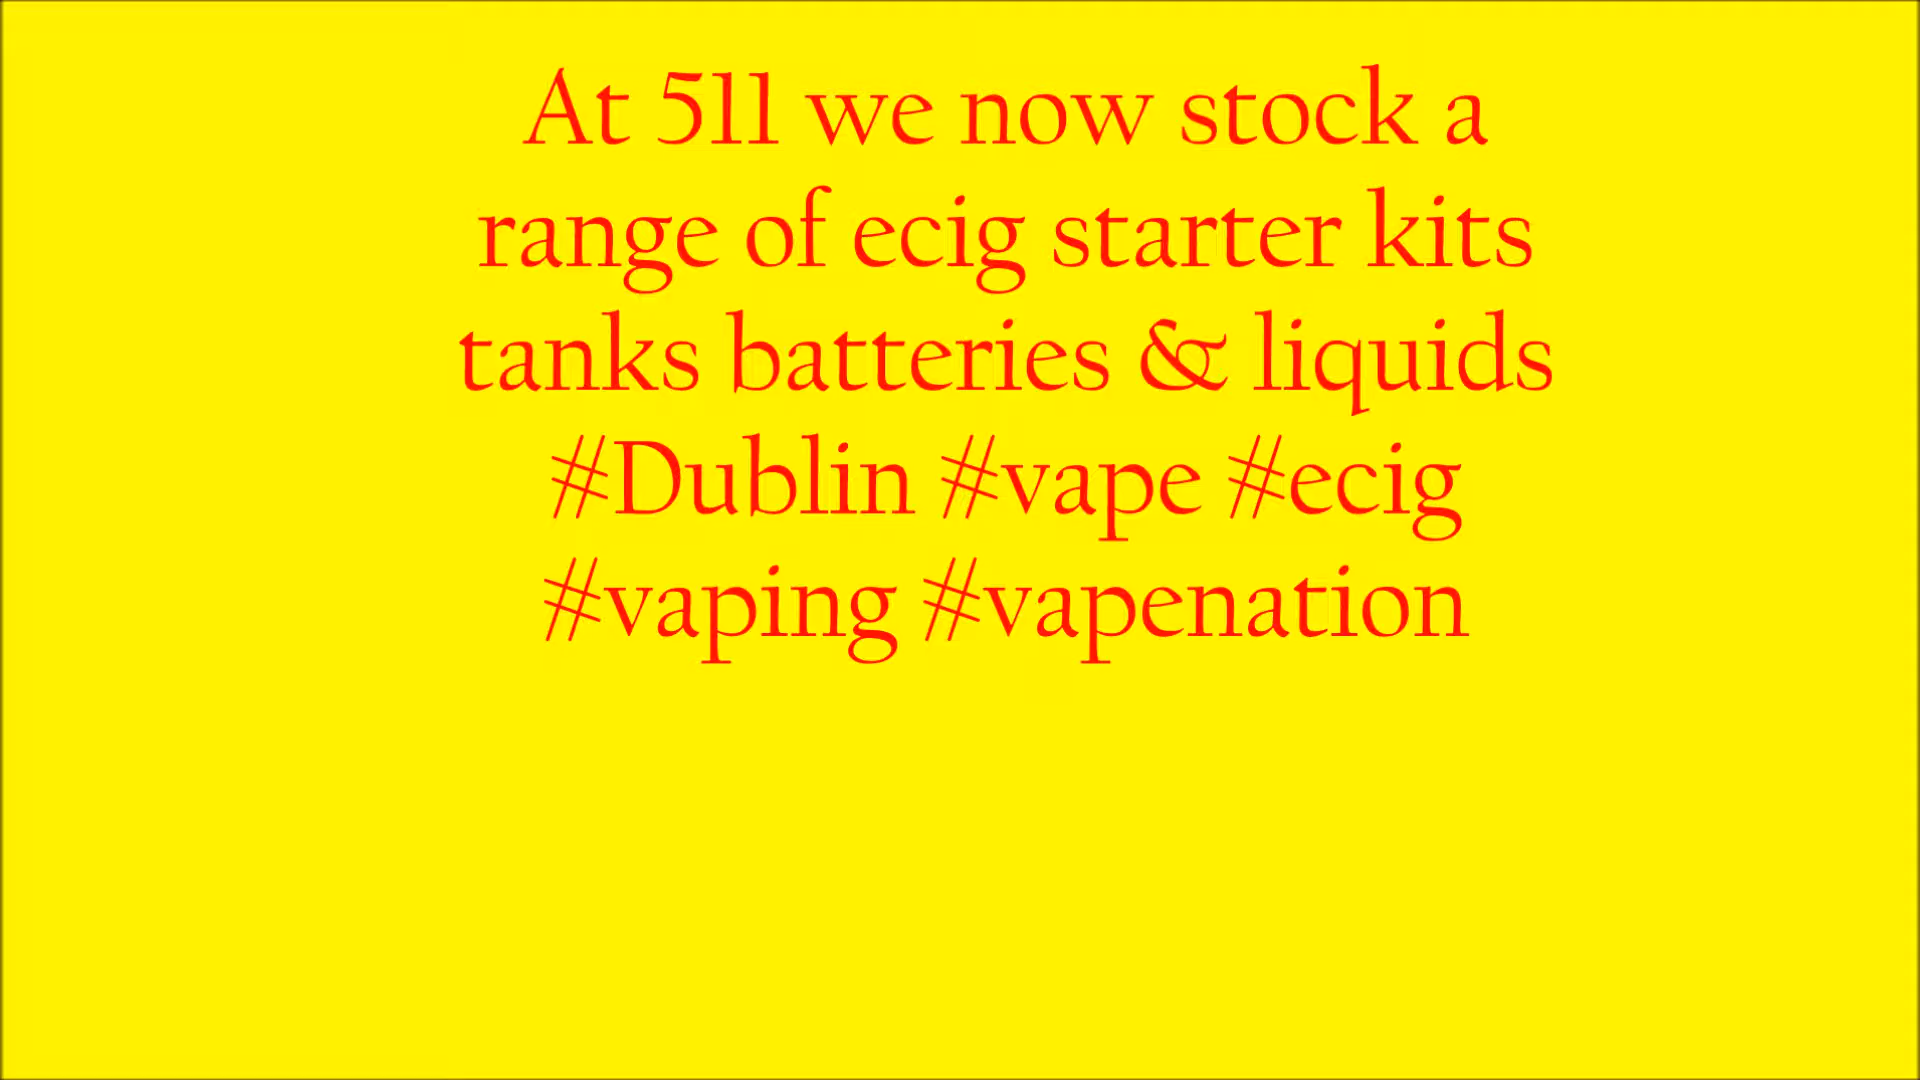 At 511 we now stock a
range of ecig starter kits
tanks batteries & liquids
#Dublin #vape #ecig
#vaping #vapenation